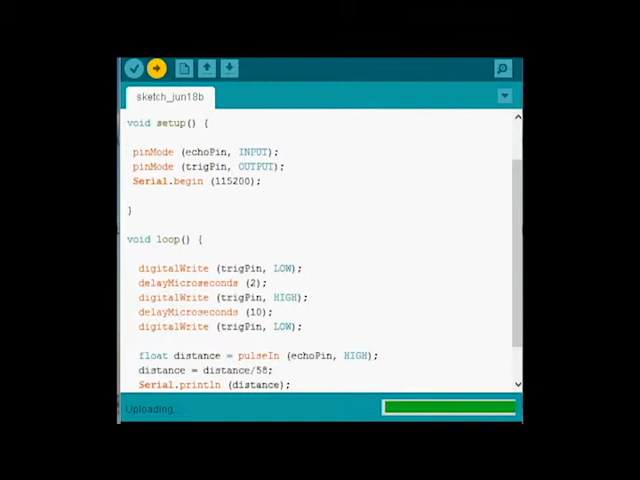 sketch_jun18b
void setup() {
pinMode (echoPin, INPUT);
pinMode (trigPin, OUTPUT);
Serial.begin (115200);
}
void loop() {
digitalWrite (trigPin, LOW);
delayMicroseconds (2);
digitalWrite (trigPin, HIGH);
delayMicroseconds (10);
digitalWrite (trigPin, LOW);
float distance = pulseIn (echoPin, HIGH);
distance = distance/58;
Serial.println (distance);
Uploading...